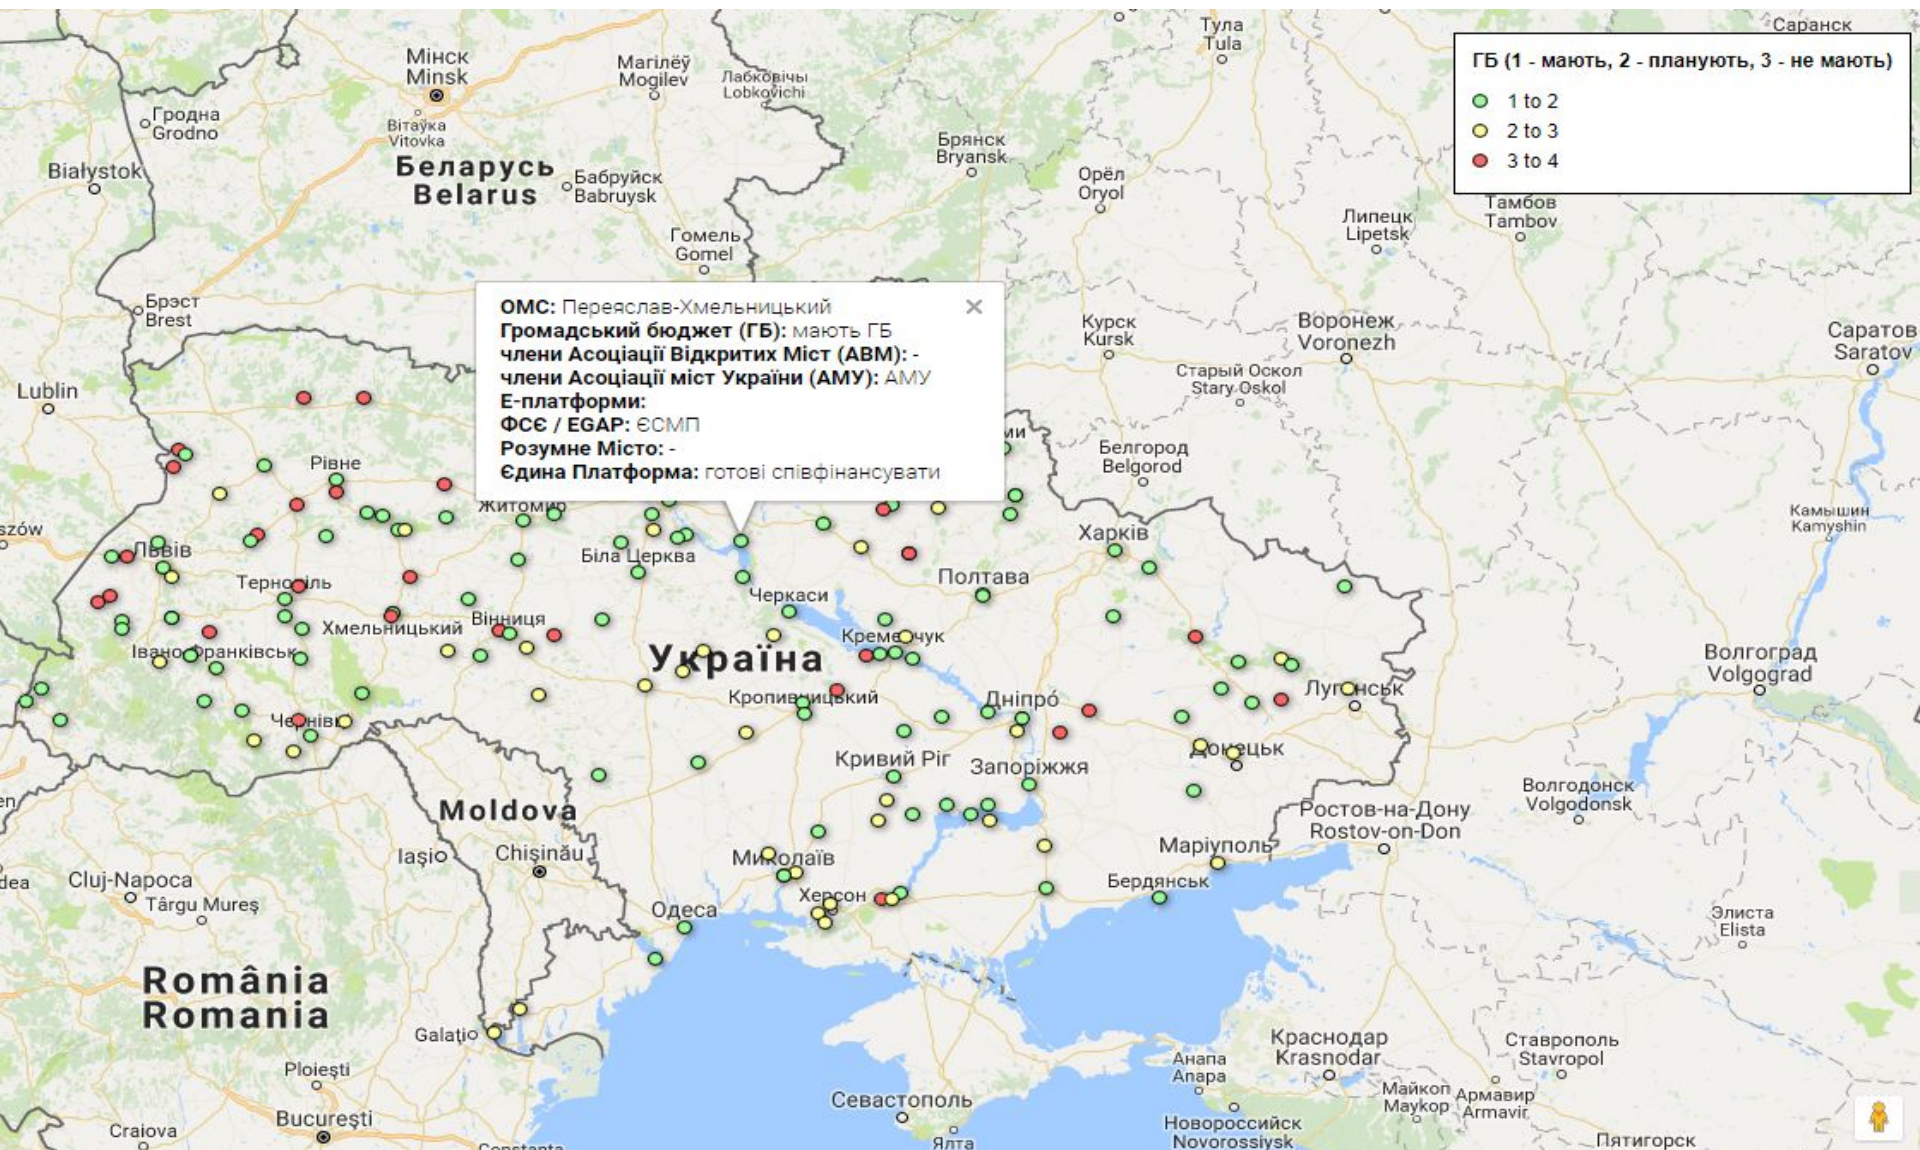 Тула
Tula
Саранск
ГБ (1 - мають, 2 - планують, 3 - не мають)
1 to 2
2 to 3
3 to 4
Мінск
Minsk
Магілёў
Mogilev
Лабковічы
Lobkovichi
Гродна
Grodno
Вітаўка
Vitovka
Брянск
Bryansk
Białystok
Беларусь
Belarus
Бабруйск
Babruysk
Орёл
Oryol
Липецк
Lipetsk
Тамбов
Tambov
Гомель
Gomel
Брэст
Brest
ОМС: Переяслав-Хмельницький
Громадський бюджет (ГБ): мають ГБ
члени Асоціації Відкритих Міст (АВМ): -
члени Асоціації міст України (АМУ): АМУ
Е-платформи:
ФСЄ / EGAP: ЄСМП
Розумне Місто: -
Єдина Платформа: готові співфінансувати
Курск
Kursk
Воронеж
Voronezh
Саратов
Saratov
Lublin
Старый Оскол
Stary Oskol
ми
Белгород
Belgorod
Рівне
Житомир
szów
Камышин
Kamyshin
Харків
Львів
Біла Церква
Полтава
Тернопіль
Черкаси
Вінниця
Хмельницький
Кременчук
Івано-Франківськ
Україна
Волгоград
Volgograd
Луганськ
Кропивницький
Дніпро́
Чернівці
Донецьк
Кривий Ріг
Запоріжжя
Волгодонск
Volgodonsk
en
Moldova
Ростов-на-Дону
Rostov-on-Don
Iași
Chișinău
Миколаїв
Маріуполь
dea
Cluj-Napoca
Бердянськ
Târgu Mureș
Херсон
Одеса
Элиста
Elista
România
Romania
Galați
Краснодар
Krasnodar
Ставрополь
Stavropol
Анапа
Anapa
Ploiești
Майкоп
Maykop
Армавир
Armavir
Севастополь
București
Новороссийск
Novorossiysk
Craiova
Ялта
Пятигорск
Constanța